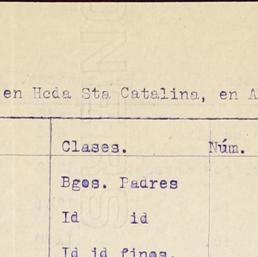 en Hcda Sta Catalina, en A
Clases. Núm.
Bgos. Padres
Id id
Id id finos.